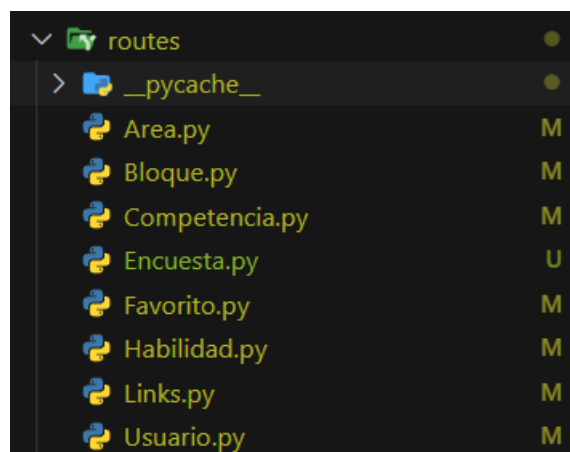 routes
__pycache__
Area.py M
Bloque.py M
Competencia.py M
Encuesta.py U
Favorito.py M
Habilidad.py M
Links.py M
Usuario.py M